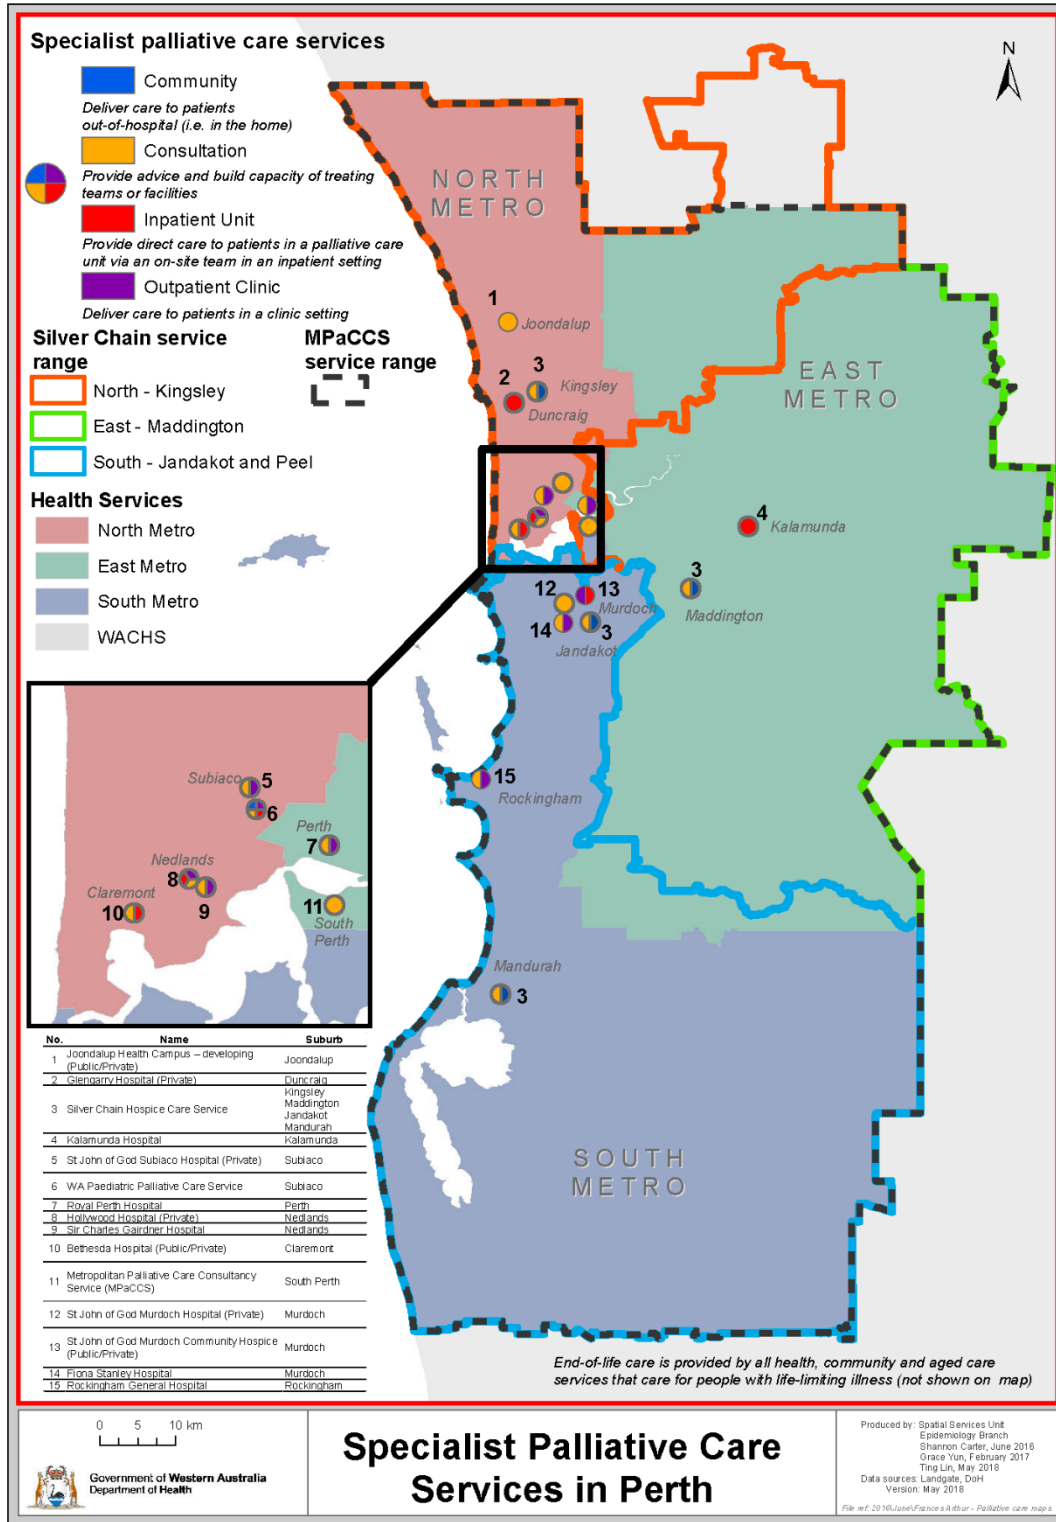 Specialist palliative care services
Community
Deliver care to patients
out-of-hospital (i.e. in the home)
Consultation
Provide advice and build capacity of treating
teams or facilities
Inpatient Unit
Provide direct care to patients in a palliative care
unit via an on-site team in an inpatient setting
Outpatient Clinic
Deliver care to patients in a clinic setting
Silver Chain service
range
MPaCCS
service range
North - Kingsley
East - Maddington
South - Jandakot and Peel
Health Services
North Metro
East Metro
South Metro
WACHS
N
NORTH
METRO
1
Joondalup
3
Kingsley
2
Duncraig
EAST
METRO
4
Kalamunda
3
Maddington
12
13
Murdoch
14
3
Jandakot
15
Rockingham
Mandurah
3
SOUTH
METRO
Subiaco
5
6
Perth
7
Nedlands
8
9
Claremont
10
11
South
Perth
No. Name Suburb
1 Joondalup Health Campus – developing (Public/Private) Joondalup
2 Glengarry Hospital (Private) Duncraig
3 Silver Chain Hospice Care Service Kingsley
Maddington
Jandakot
Mandurah
4 Kalamunda Hospital Kalamunda
5 St John of God Subiaco Hospital (Private) Subiaco
6 WA Paediatric Palliative Care Service Subiaco
7 Royal Perth Hospital Perth
8 Hollywood Hospital (Private) Nedlands
9 Sir Charles Gairdner Hospital Nedlands
10 Bethesda Hospital (Public/Private) Claremont
11 Metropolitan Palliative Care Consultancy Service (MPaCCS) South Perth
12 St John of God Murdoch Hospital (Private) Murdoch
13 St John of God Murdoch Community Hospice (Public/Private) Murdoch
14 Fiona Stanley Hospital Murdoch
15 Rockingham General Hospital Rockingham
End-of-life care is provided by all health, community and aged care
services that care for people with life-limiting illness (not shown on map)
0 5 10 km
Government of Western Australia
Department of Health
Specialist Palliative Care
Services in Perth
Produced by: Spatial Services Unit
Epidemiology Branch
Shannon Carter, June 2016
Grace Yun, February 2017
Ting Lin, May 2018
Data sources: Landgate, DoH
Version: May 2018
File ref: 2016\June\Frances Arthur - Palliative care maps